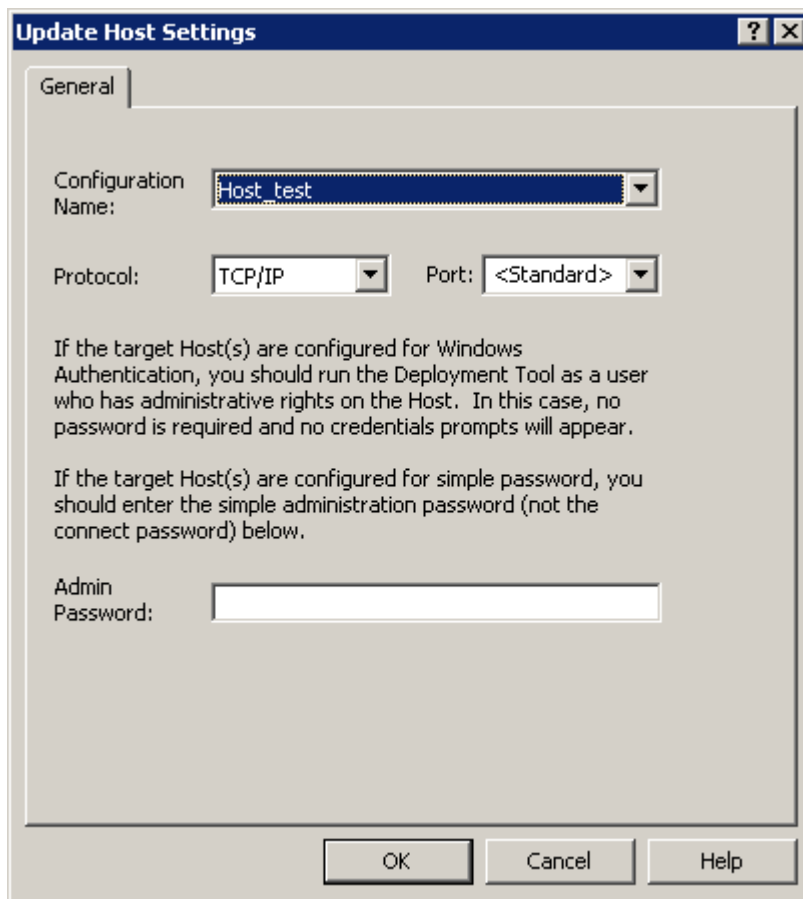 Update Host Settings
General
Configuration
Name:
Host_test
Protocol:
TCP/IP
Port:
<Standard>
If the target Host(s) are configured for Windows
Authentication, you should run the Deployment Tool as a user
who has administrative rights on the Host.  In this case, no
password is required and no credentials prompts will appear.
If the target Host(s) are configured for simple password, you
should enter the simple administration password (not the
connect password) below.
Admin
Password:
OK
Cancel
Help